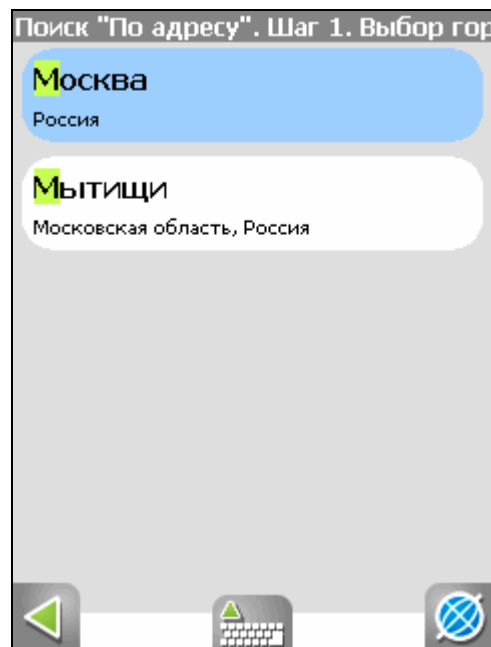 Поиск "По адресу". Шаг 1. Выбор гор
Москва
Россия
Мытищи
Московская область, Россия